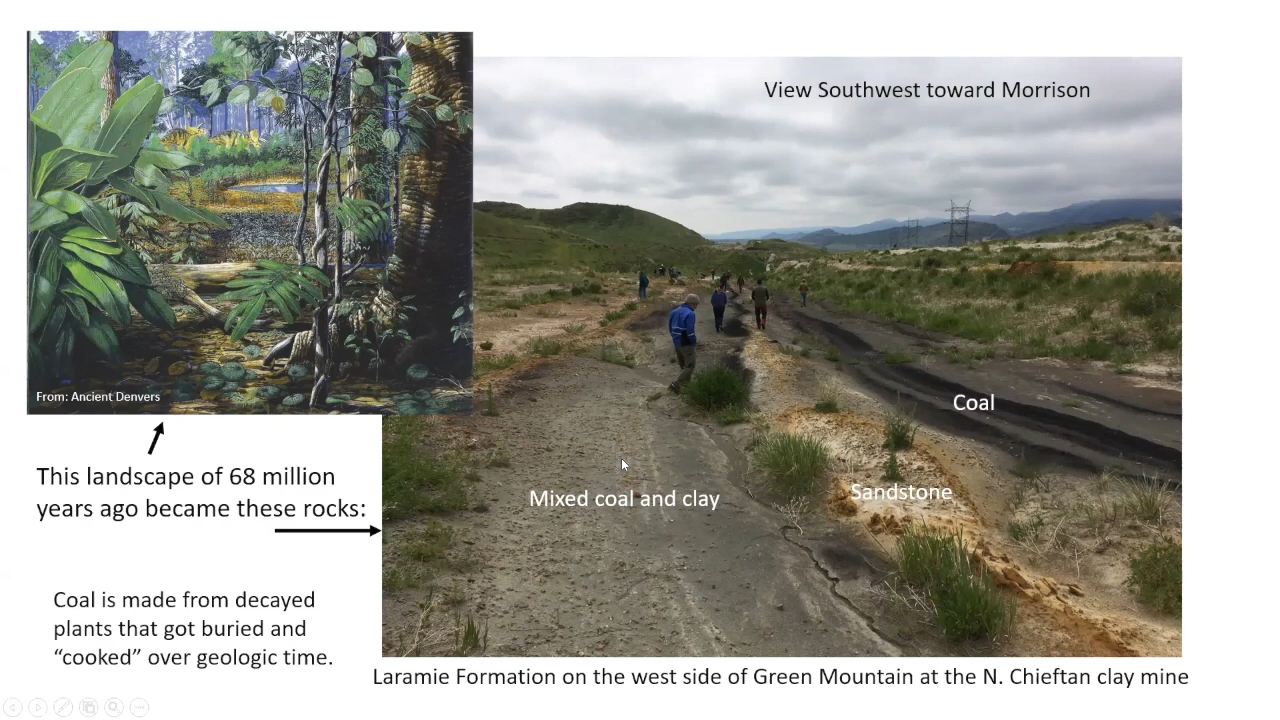 View Southwest toward Morrison
From: Ancient Denvers
This landscape of 68 million
years ago became these rocks:
Coal
Sandstone
Mixed coal and clay
Coal is made from decayed
plants that got buried and
“cooked” over geologic time.
Laramie Formation on the west side of Green Mountain at the N. Chieftan clay mine